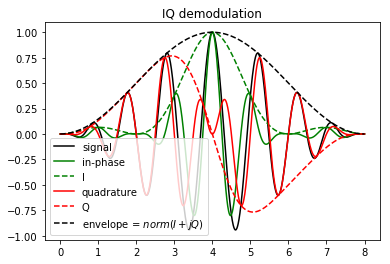 IQ demodulation
1.00
0.75
0.50
0.25
0.00
−0.25
−0.50
−0.75
−1.00
signal
in-phase
I
quadrature
Q
envelope = norm(I + jQ)
0 1 2 3 4 5 6 7 8